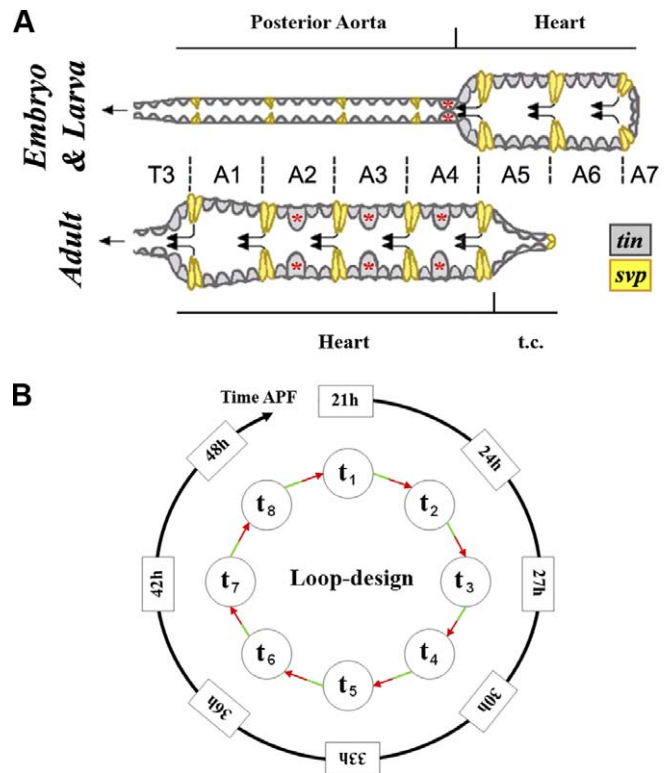 A
Posterior Aorta
Heart
Embryo
& Larva
*
*
T3
A1
A2
A3
A4
A5
A6
A7
Adult
* * *
* * *
tin
svp
Heart
t.c.
B
Time APF
21h
24h
27h
30h
33h
36h
42h
48h
t1
t2
t3
t4
t5
t6
t7
t8
Loop-design